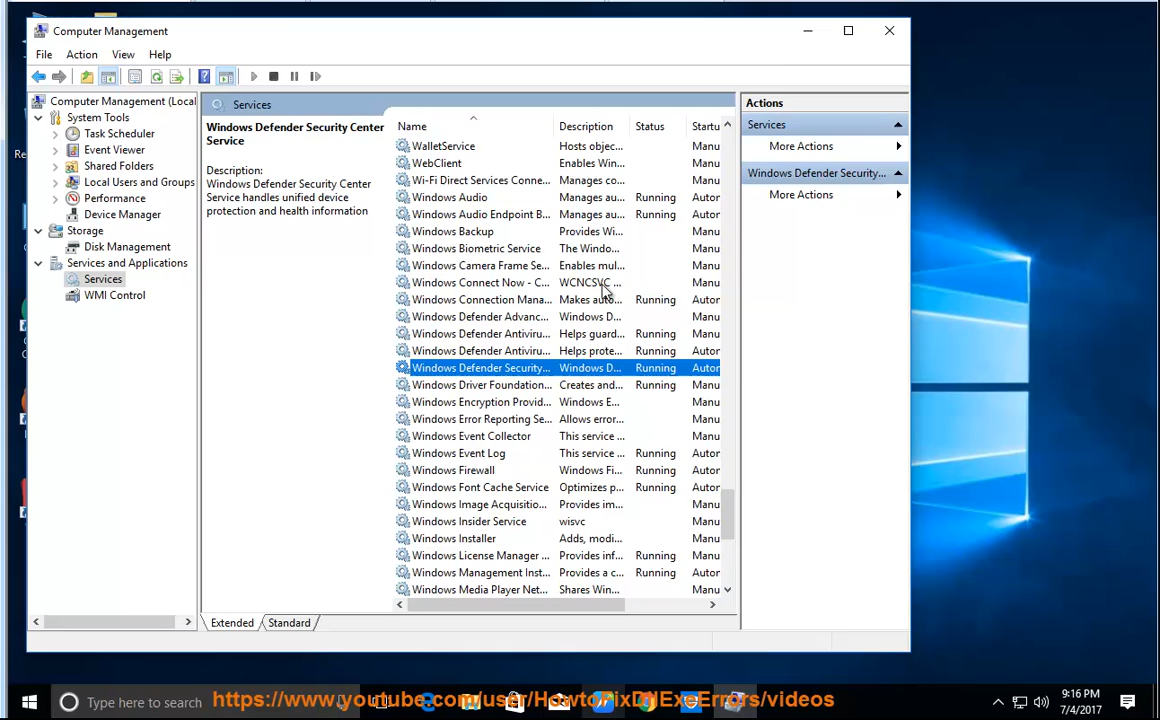 Computer Management
File Action View Help
Computer Management (Local
System Tools
Task Scheduler
Event Viewer
Shared Folders
Local Users and Groups
Performance
Device Manager
Storage
Disk Management
Services and Applications
Services
WMI Control
Services
Windows Defender Security Center
Service
Description:
Windows Defender Security Center
Service handles unified device
protection and health information
Name Description Status Startu
WalletService Hosts objec... Manu
WebClient Enables Win... Manu
Wi-Fi Direct Services Conne... Manages co... Manu
Windows Audio Manages au... Running Autor
Windows Audio Endpoint B... Manages au... Running Autor
Windows Backup Provides Wi... Manu
Windows Biometric Service The Windo... Manu
Windows Camera Frame Se... Enables mul... Manu
Windows Connect Now - C... WCNCSVC ... Manu
Windows Connection Mana... Makes auto... Running Autor
Windows Defender Advanc... Windows D... Manu
Windows Defender Antiviru... Helps guard... Running Manu
Windows Defender Antiviru... Helps prote... Running Autor
Windows Defender Security... Windows D... Running Autor
Windows Driver Foundation... Creates and... Running Manu
Windows Encryption Provid... Windows E... Manu
Windows Error Reporting Se... Allows error... Manu
Windows Event Collector This service ... Manu
Windows Event Log This service ... Running Autor
Windows Firewall Windows Fi... Running Autor
Windows Font Cache Service Optimizes p... Running Autor
Windows Image Acquisitio... Provides im... Manu
Windows Insider Service wisvc Manu
Windows Installer Adds, modi... Manu
Windows License Manager ... Provides inf... Running Manu
Windows Management Inst... Provides a c... Running Autor
Windows Media Player Net... Shares Win... Manu
Extended Standard
Actions
Services
More Actions
Windows Defender Security...
More Actions
Type here to search
https://www.youtube.com/user/HowtoFixDllExeErrors/videos
9:16 PM
7/4/2017